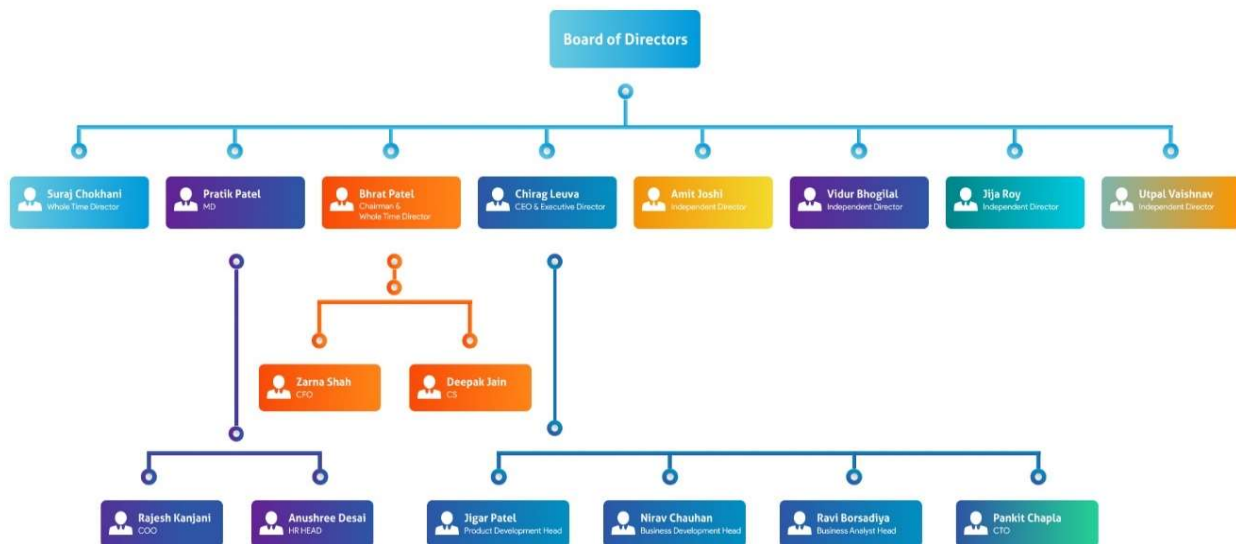 Board of Directors
Suraj Chokhani
Whole Time Director
Pratik Patel
MD
Bhrat Patel
Chairman &
Whole Time Director
Chirag Leuva
CEO & Executive Director
Amit Joshi
Independent Director
Vidur Bhogilal
Independent Director
Jija Roy
Independent Director
Utpal Vaishnav
Independent Director
Zarna Shah
CFO
Deepak Jain
CS
Rajesh Kanjani
COO
Anushree Desai
HR HEAD
Jigar Patel
Product Development Head
Nirav Chauhan
Business Development Head
Ravi Borsadiya
Business Analyst Head
Pankit Chapla
CTO